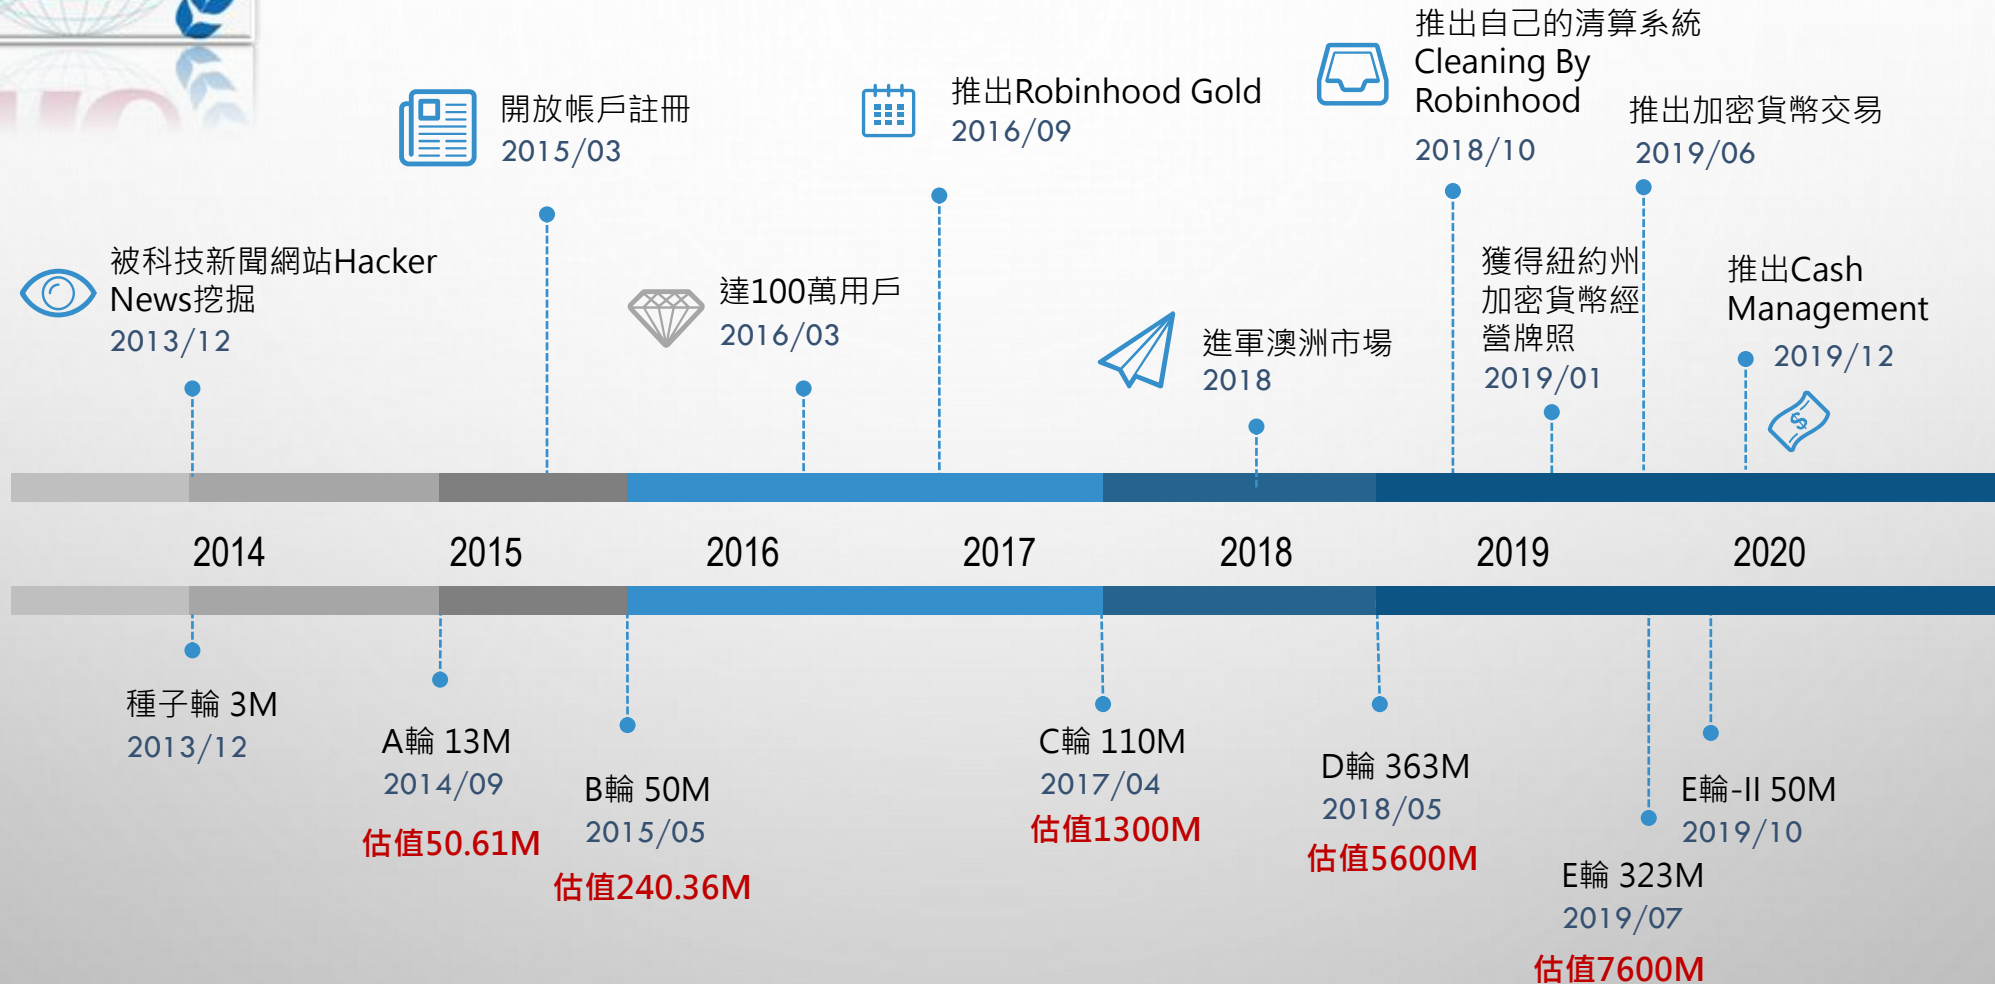 推出自己的清算系統
Cleaning By
Robinhood
2018/10
開放帳戶註冊
2015/03
推出Robinhood Gold
2016/09
推出加密貨幣交易
2019/06
被科技新聞網站Hacker
News挖掘
2013/12
達100萬用戶
2016/03
進軍澳洲市場
2018
獲得紐約州
加密貨幣經
營牌照
2019/01
推出Cash
Management
2019/12
$
2014
2015
2016
2017
2018
2019
2020
種子輪 3M
2013/12
A輪 13M
2014/09
估值50.61M
B輪 50M
2015/05
估值240.36M
C輪 110M
2017/04
估值1300M
D輪 363M
2018/05
估值5600M
E輪 323M
2019/07
估值7600M
E輪-II 50M
2019/10